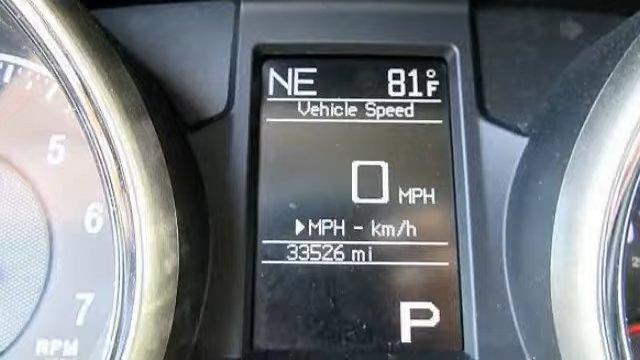 NE 81°F
Vehicle Speed
0 MPH
▶MPH - km/h
33526 mi
P
5
6
7
RPM